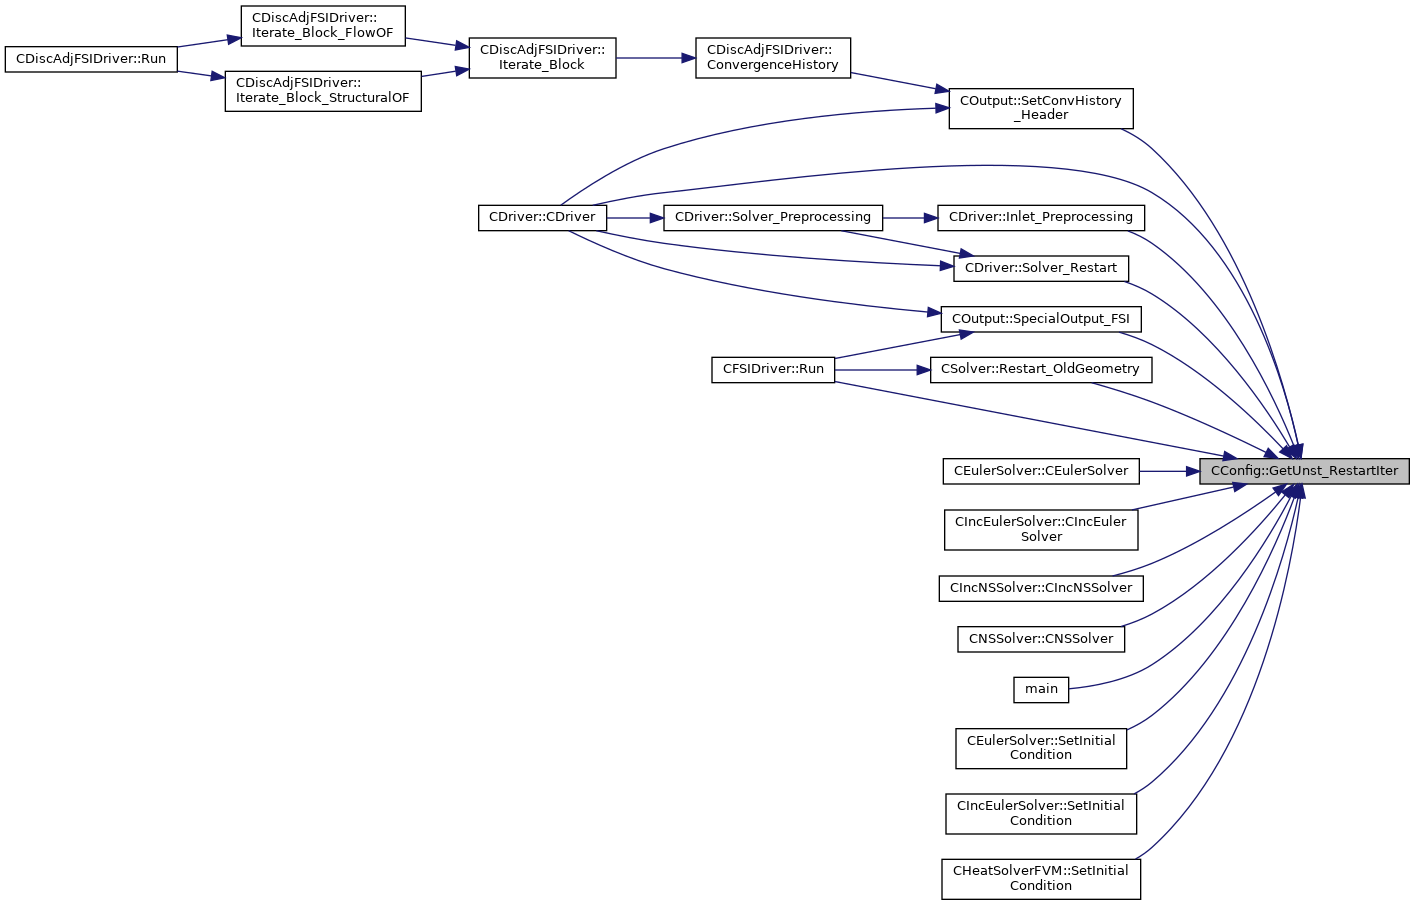 CDiscAdjFSIDriver::Run
CDiscAdjFSIDriver::
Iterate_Block_FlowOF
CDiscAdjFSIDriver::
Iterate_Block_StructuralOF
CDiscAdjFSIDriver::
Iterate_Block
CDiscAdjFSIDriver::
ConvergenceHistory
COutput::SetConvHistory
_Header
CDriver::CDriver
CDriver::Solver_Preprocessing
CDriver::Inlet_Preprocessing
CDriver::Solver_Restart
COutput::SpecialOutput_FSI
CFSIDriver::Run
CSolver::Restart_OldGeometry
CConfig::GetUnst_RestartIter
CEulerSolver::CEulerSolver
CIncEulerSolver::CIncEuler
Solver
CIncNSSolver::CIncNSSolver
CNSSolver::CNSSolver
main
CEulerSolver::SetInitial
Condition
CIncEulerSolver::SetInitial
Condition
CHeatSolverFVM::SetInitial
Condition